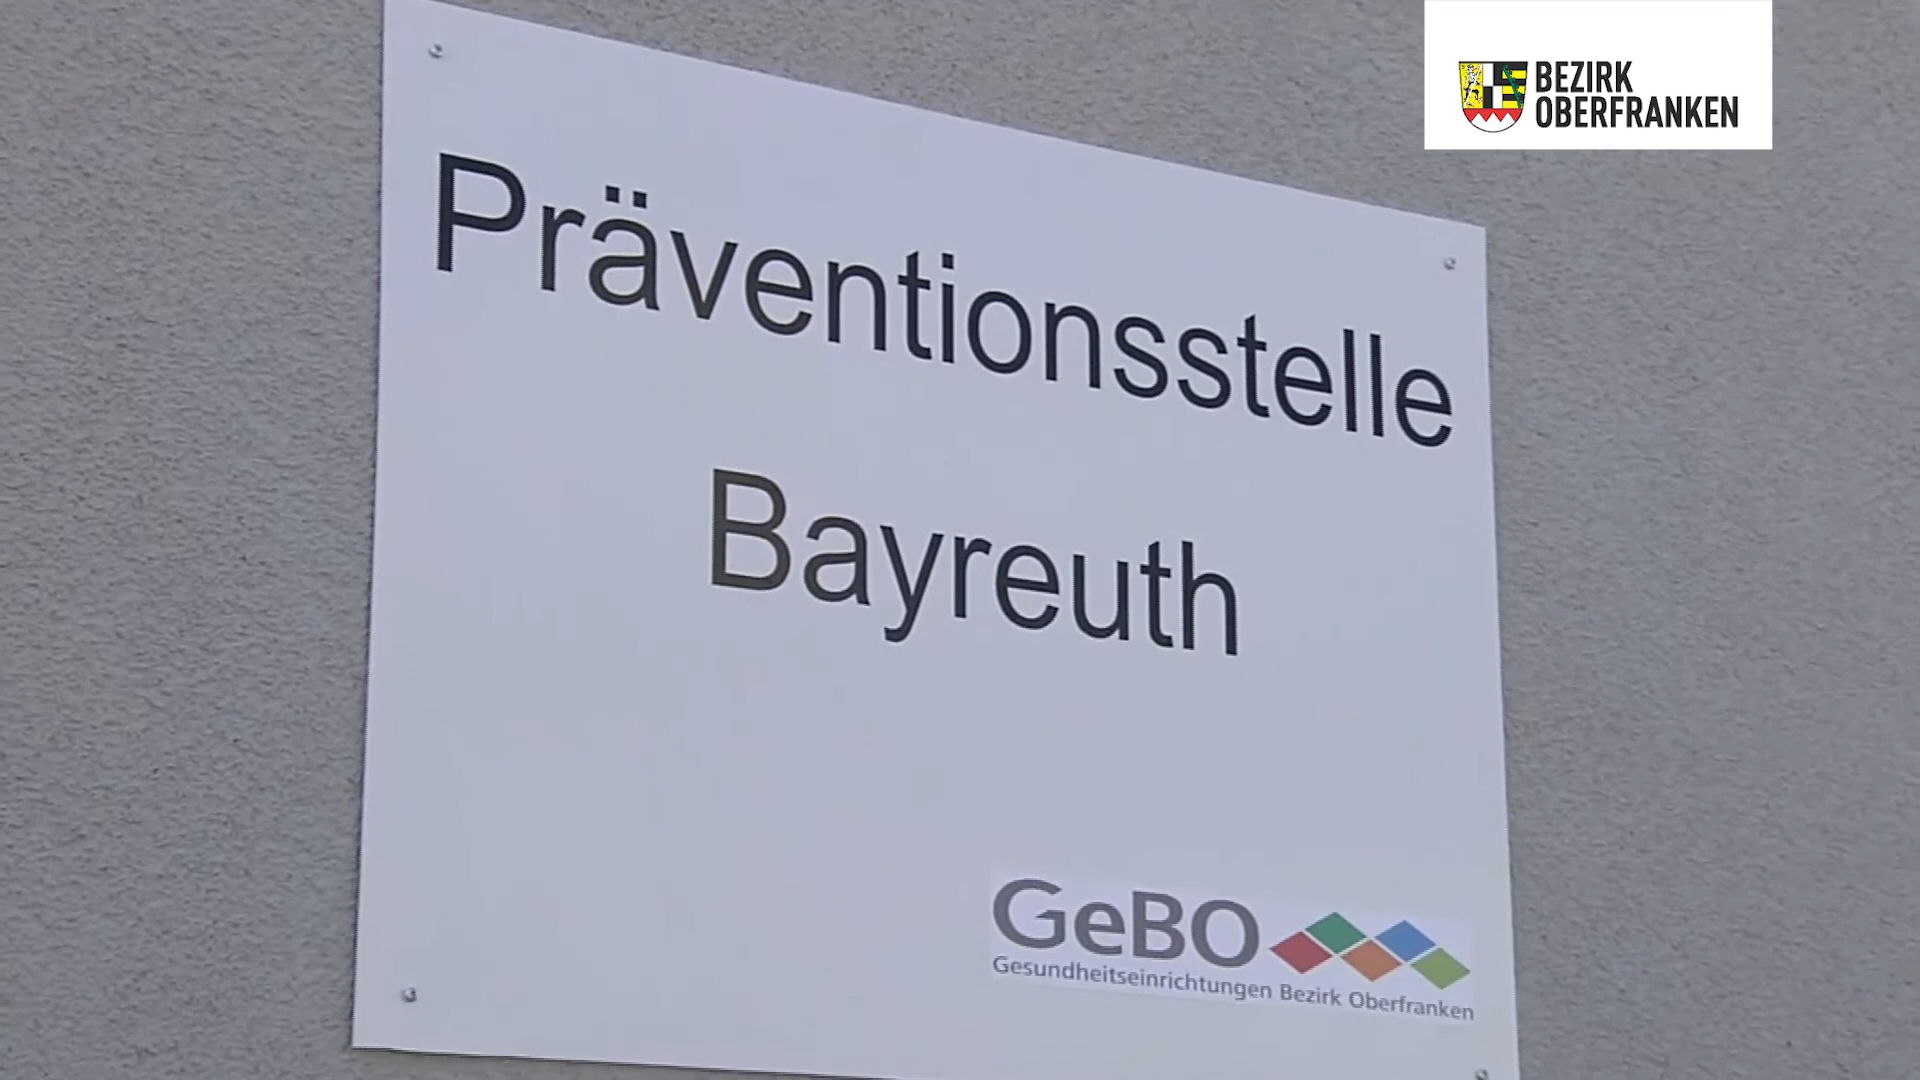 BEZIRK
OBERFRANKEN
Präventionsstelle
Bayreuth
GeBO
Gesundheitseinrichtungen Bezirk Oberfranken